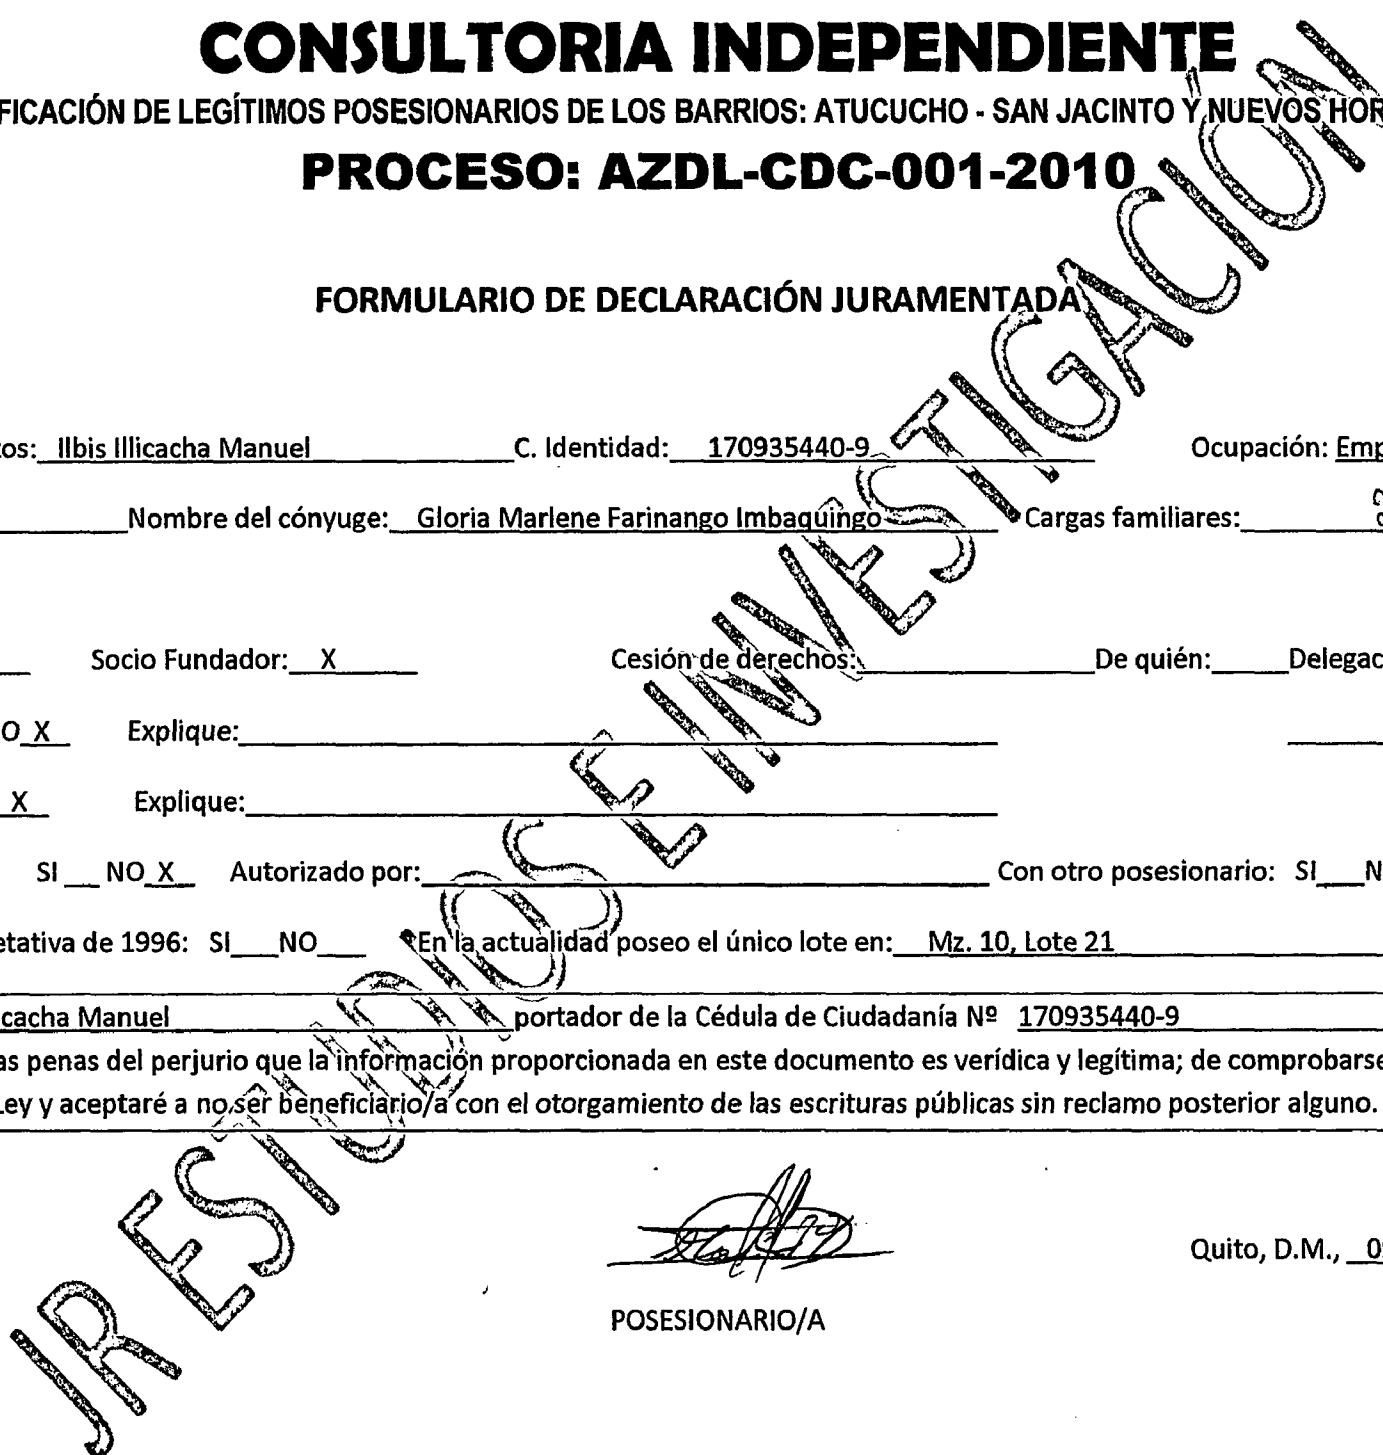 CONSULTORIA INDEPENDIENTE
FICACIÓN DE LEGÍTIMOS POSESIONARIOS DE LOS BARRIOS: ATUCUCHO - SAN JACINTO Y NUEVOS HOR
PROCESO: AZDL-CDC-001-2010
FORMULARIO DE DECLARACIÓN JURAMENTADA
os: Ilbis Illicacha Manuel C. Identidad: 170935440-9 Ocupación: Emp
Nombre del cónyuge: Gloria Marlene Farinango Imbaquingo Cargas familiares:
Socio Fundador: X Cesión de derechos: De quién: Delegac
O X Explique:
X Explique:
SI NO X Autorizado por: Con otro posesionario: SI N
etativa de 1996: SI NO En la actualidad poseo el único lote en: Mz. 10, Lote 21
cacha Manuel portador de la Cédula de Ciudadanía Nº 170935440-9
as penas del perjurio que la información proporcionada en este documento es verídica y legítima; de comprobarse
Ley y aceptaré a no ser beneficiario/a con el otorgamiento de las escrituras públicas sin reclamo posterior alguno.
Quito, D.M., 0
POSESIONARIO/A
JR ESTUDIOS E INVESTIGACIÓN